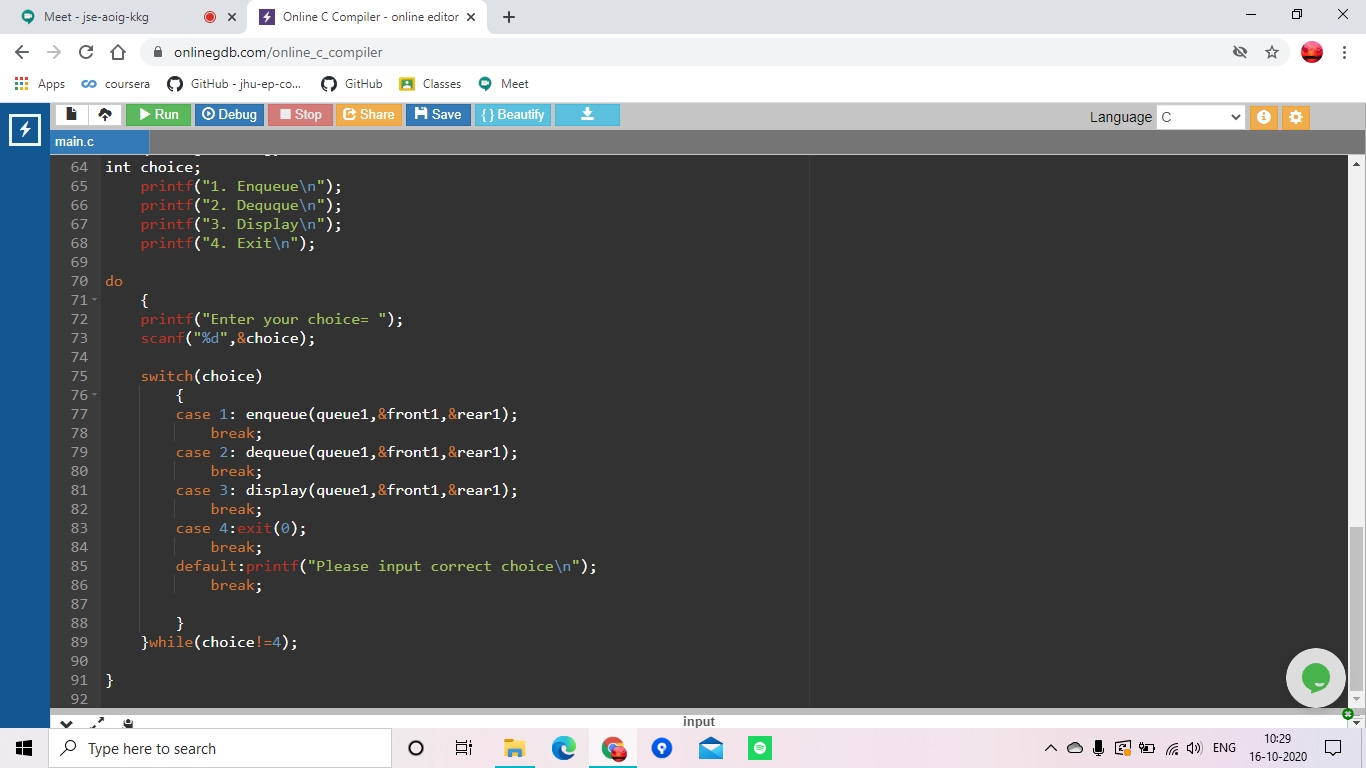 Meet - jse-aoig-kkg
Online C Compiler - online editor
onlinegdb.com/online_c_compiler
Apps
coursera
GitHub - jhu-ep-co...
GitHub
Classes
Meet
Run
Debug
Stop
Share
Save
{ } Beautify
Language C
main.c
64 int choice;
65 printf("1. Enqueue\n");
66 printf("2. Dequque\n");
67 printf("3. Display\n");
68 printf("4. Exit\n");
69
70 do
71 {
72 printf("Enter your choice= ");
73 scanf("%d",&choice);
74
75 switch(choice)
76 {
77 case 1: enqueue(queue1,&front1,&rear1);
78 break;
79 case 2: dequeue(queue1,&front1,&rear1);
80 break;
81 case 3: display(queue1,&front1,&rear1);
82 break;
83 case 4:exit(0);
84 break;
85 default:printf("Please input correct choice\n");
86 break;
87
88 }
89 }while(choice!=4);
90
91 }
92
input
Type here to search
ENG
10:29
16-10-2020